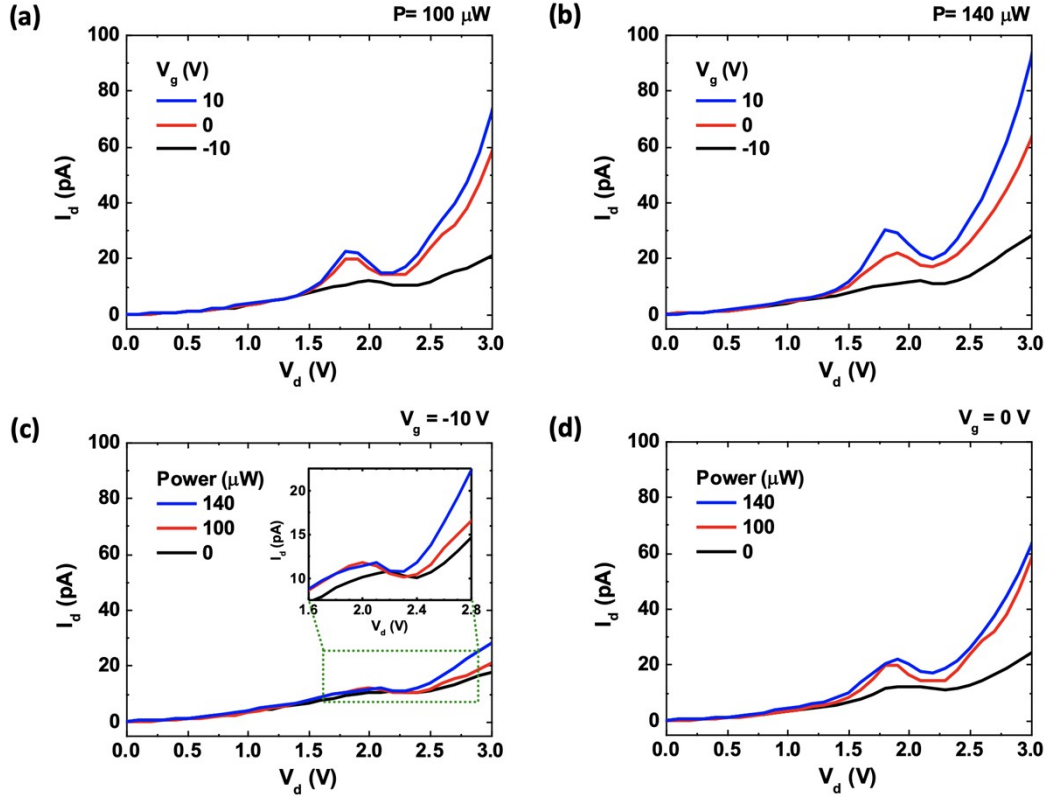 (a)
P= 100 μW
100
80
60
40
20
0
I_d (pA)
V_g (V)
10
0
-10
0.0 0.5 1.0 1.5 2.0 2.5 3.0
V_d (V)
(b)
P= 140 μW
100
80
60
40
20
0
I_d (pA)
V_g (V)
10
0
-10
0.0 0.5 1.0 1.5 2.0 2.5 3.0
V_d (V)
(c)
V_g = -10 V
100
80
60
40
20
0
I_d (pA)
Power (μW)
140
100
0
20
15
10
I_d (pA)
1.6 2.0 2.4 2.8
V_d (V)
0.0 0.5 1.0 1.5 2.0 2.5 3.0
V_d (V)
(d)
V_g = 0 V
100
80
60
40
20
0
I_d (pA)
Power (μW)
140
100
0
0.0 0.5 1.0 1.5 2.0 2.5 3.0
V_d (V)